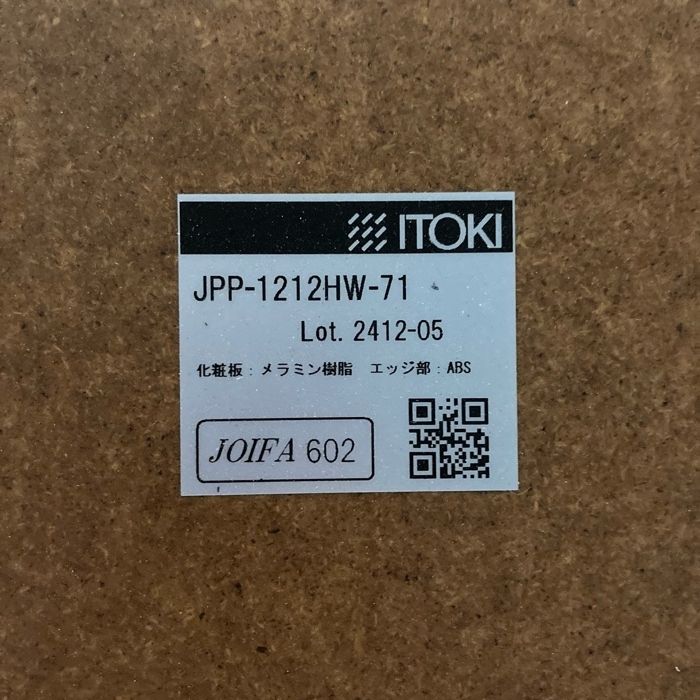 ITOKI
JPP-1212HW-71
Lot. 2412-05
化粧板：メラミン樹脂　エッジ部：ABS
JOIFA 602